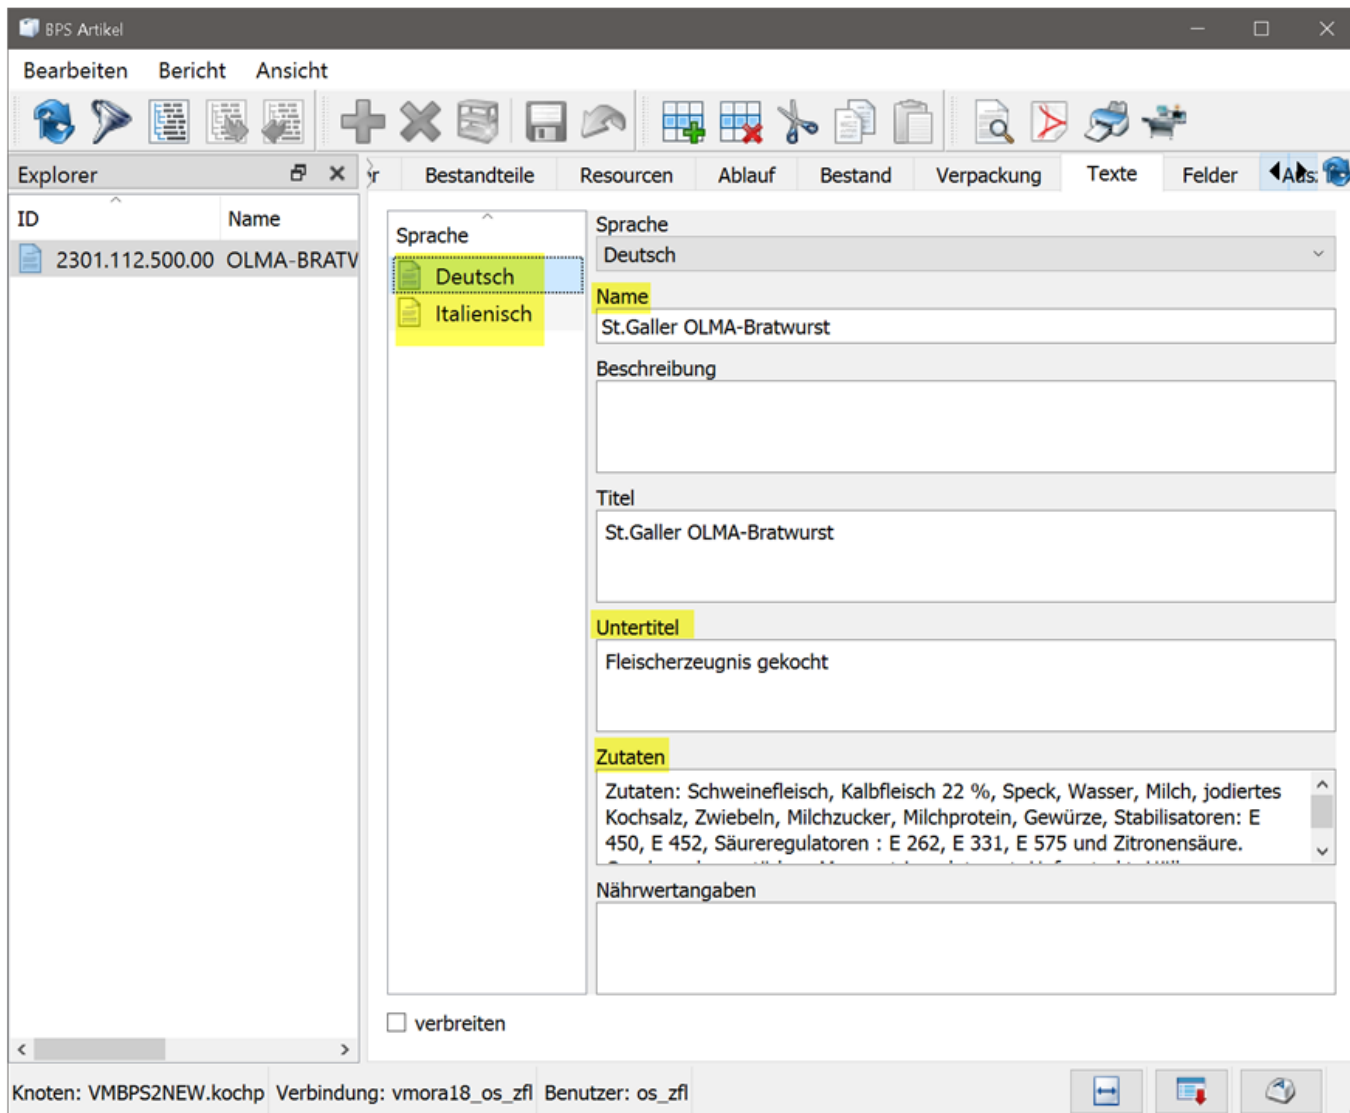 BPS Artikel
Bearbeiten Bericht Ansicht
Explorer
Bestandteile Resourcen Ablauf Bestand Verpackung Texte Felder
ID Name
2301.112.500.00 OLMA-BRATV
Sprache
Deutsch
Italienisch
Sprache
Deutsch
Name
St.Galler OLMA-Bratwurst
Beschreibung
Titel
St.Galler OLMA-Bratwurst
Untertitel
Fleischerzeugnis gekocht
Zutaten
Zutaten: Schweinefleisch, Kalbfleisch 22 %, Speck, Wasser, Milch, jodiertes
Kochsalz, Zwiebeln, Milchzucker, Milchprotein, Gewürze, Stabilisatoren: E
450, E 452, Säureregulatoren : E 262, E 331, E 575 und Zitronensäure.
Nährwertangaben
verbreiten
Knoten: VMBPS2NEW.kochp Verbindung: vmora18_os_zfl Benutzer: os_zfl